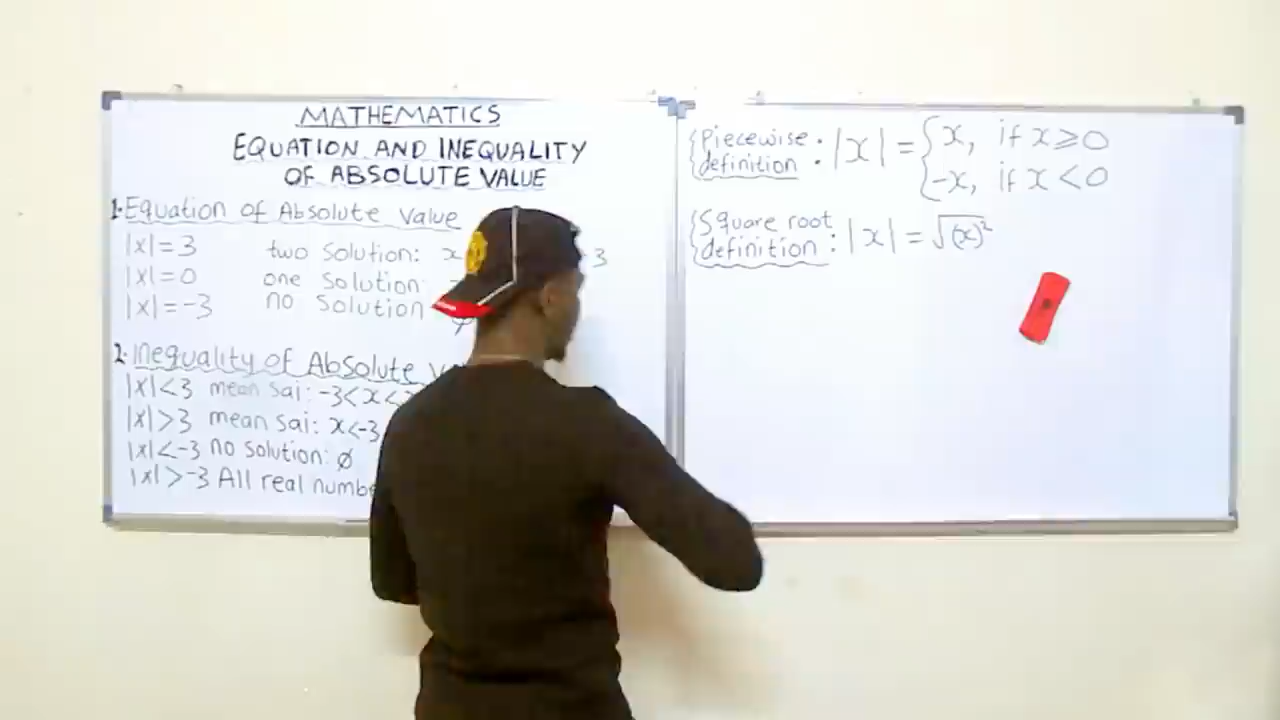 MATHEMATICS
EQUATION AND INEQUALITY
OF ABSOLUTE VALUE
1. Equation of Absolute Value
|x|=3 two solution: x 3
|x|=0 one solution
|x|=-3 no solution
2. Inequality of Absolute
|x|<3 mean sai: -3<x<
|x|>3 mean sai: x<-3
|x|<-3 no solution: ø
|x|>-3 All real numbe
{Piecewise definition: |x| = {x, if x≥0
-x, if x<0
{Square root definition: |x| = √(x)²